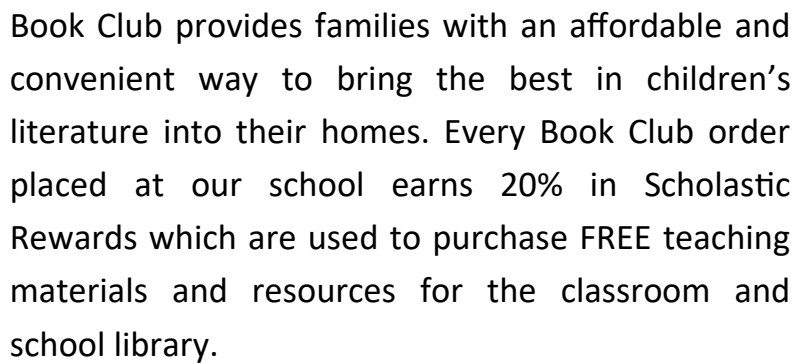 Book Club provides families with an affordable and
convenient way to bring the best in children’s
literature into their homes. Every Book Club order
placed at our school earns 20% in Scholastic
Rewards which are used to purchase FREE teaching
materials and resources for the classroom and
school library.